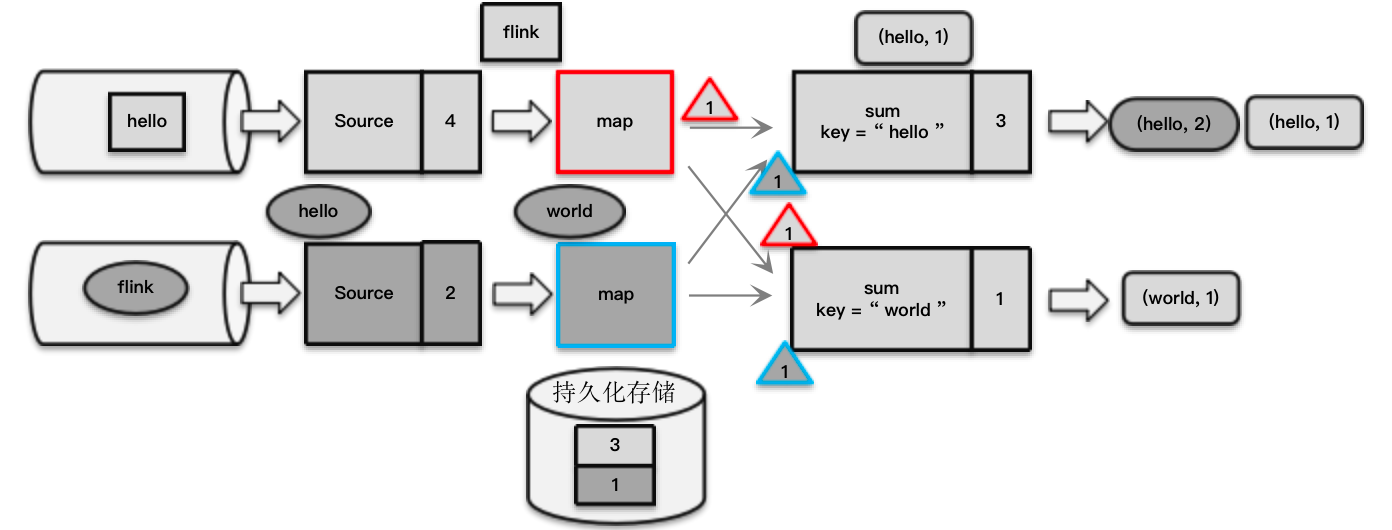 flink
(hello, 1)
hello
Source
4
map
1
sum
key = “ hello ”
3
(hello, 2)
(hello, 1)
1
hello
world
1
flink
Source
2
map
sum
key = “ world ”
1
(world, 1)
1
持久化存储
3
1